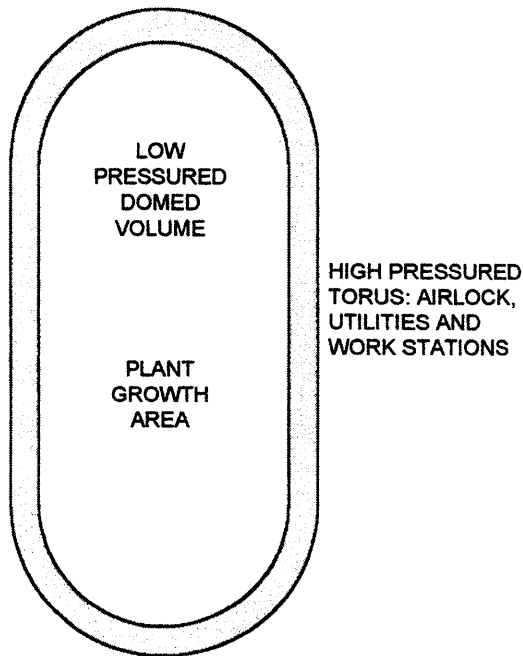 LOW
PRESSURED
DOMED
VOLUME
HIGH PRESSURED
TORUS: AIRLOCK,
UTILITIES AND
WORK STATIONS
PLANT
GROWTH
AREA